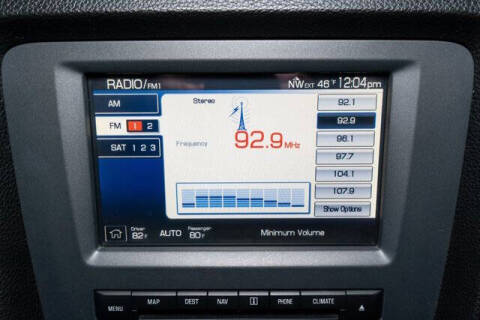 RADIO/FM1 NW EXT 46°F 12:04pm
AM
FM 1 2
SAT 1 2 3
Stereo
Frequency 92.9 MHz
92.1
92.9
96.1
97.7
104.1
107.9
Show Options
Driver 82°F AUTO Passenger 80°F Minimum Volume
MENU MAP DEST NAV PHONE CLIMATE